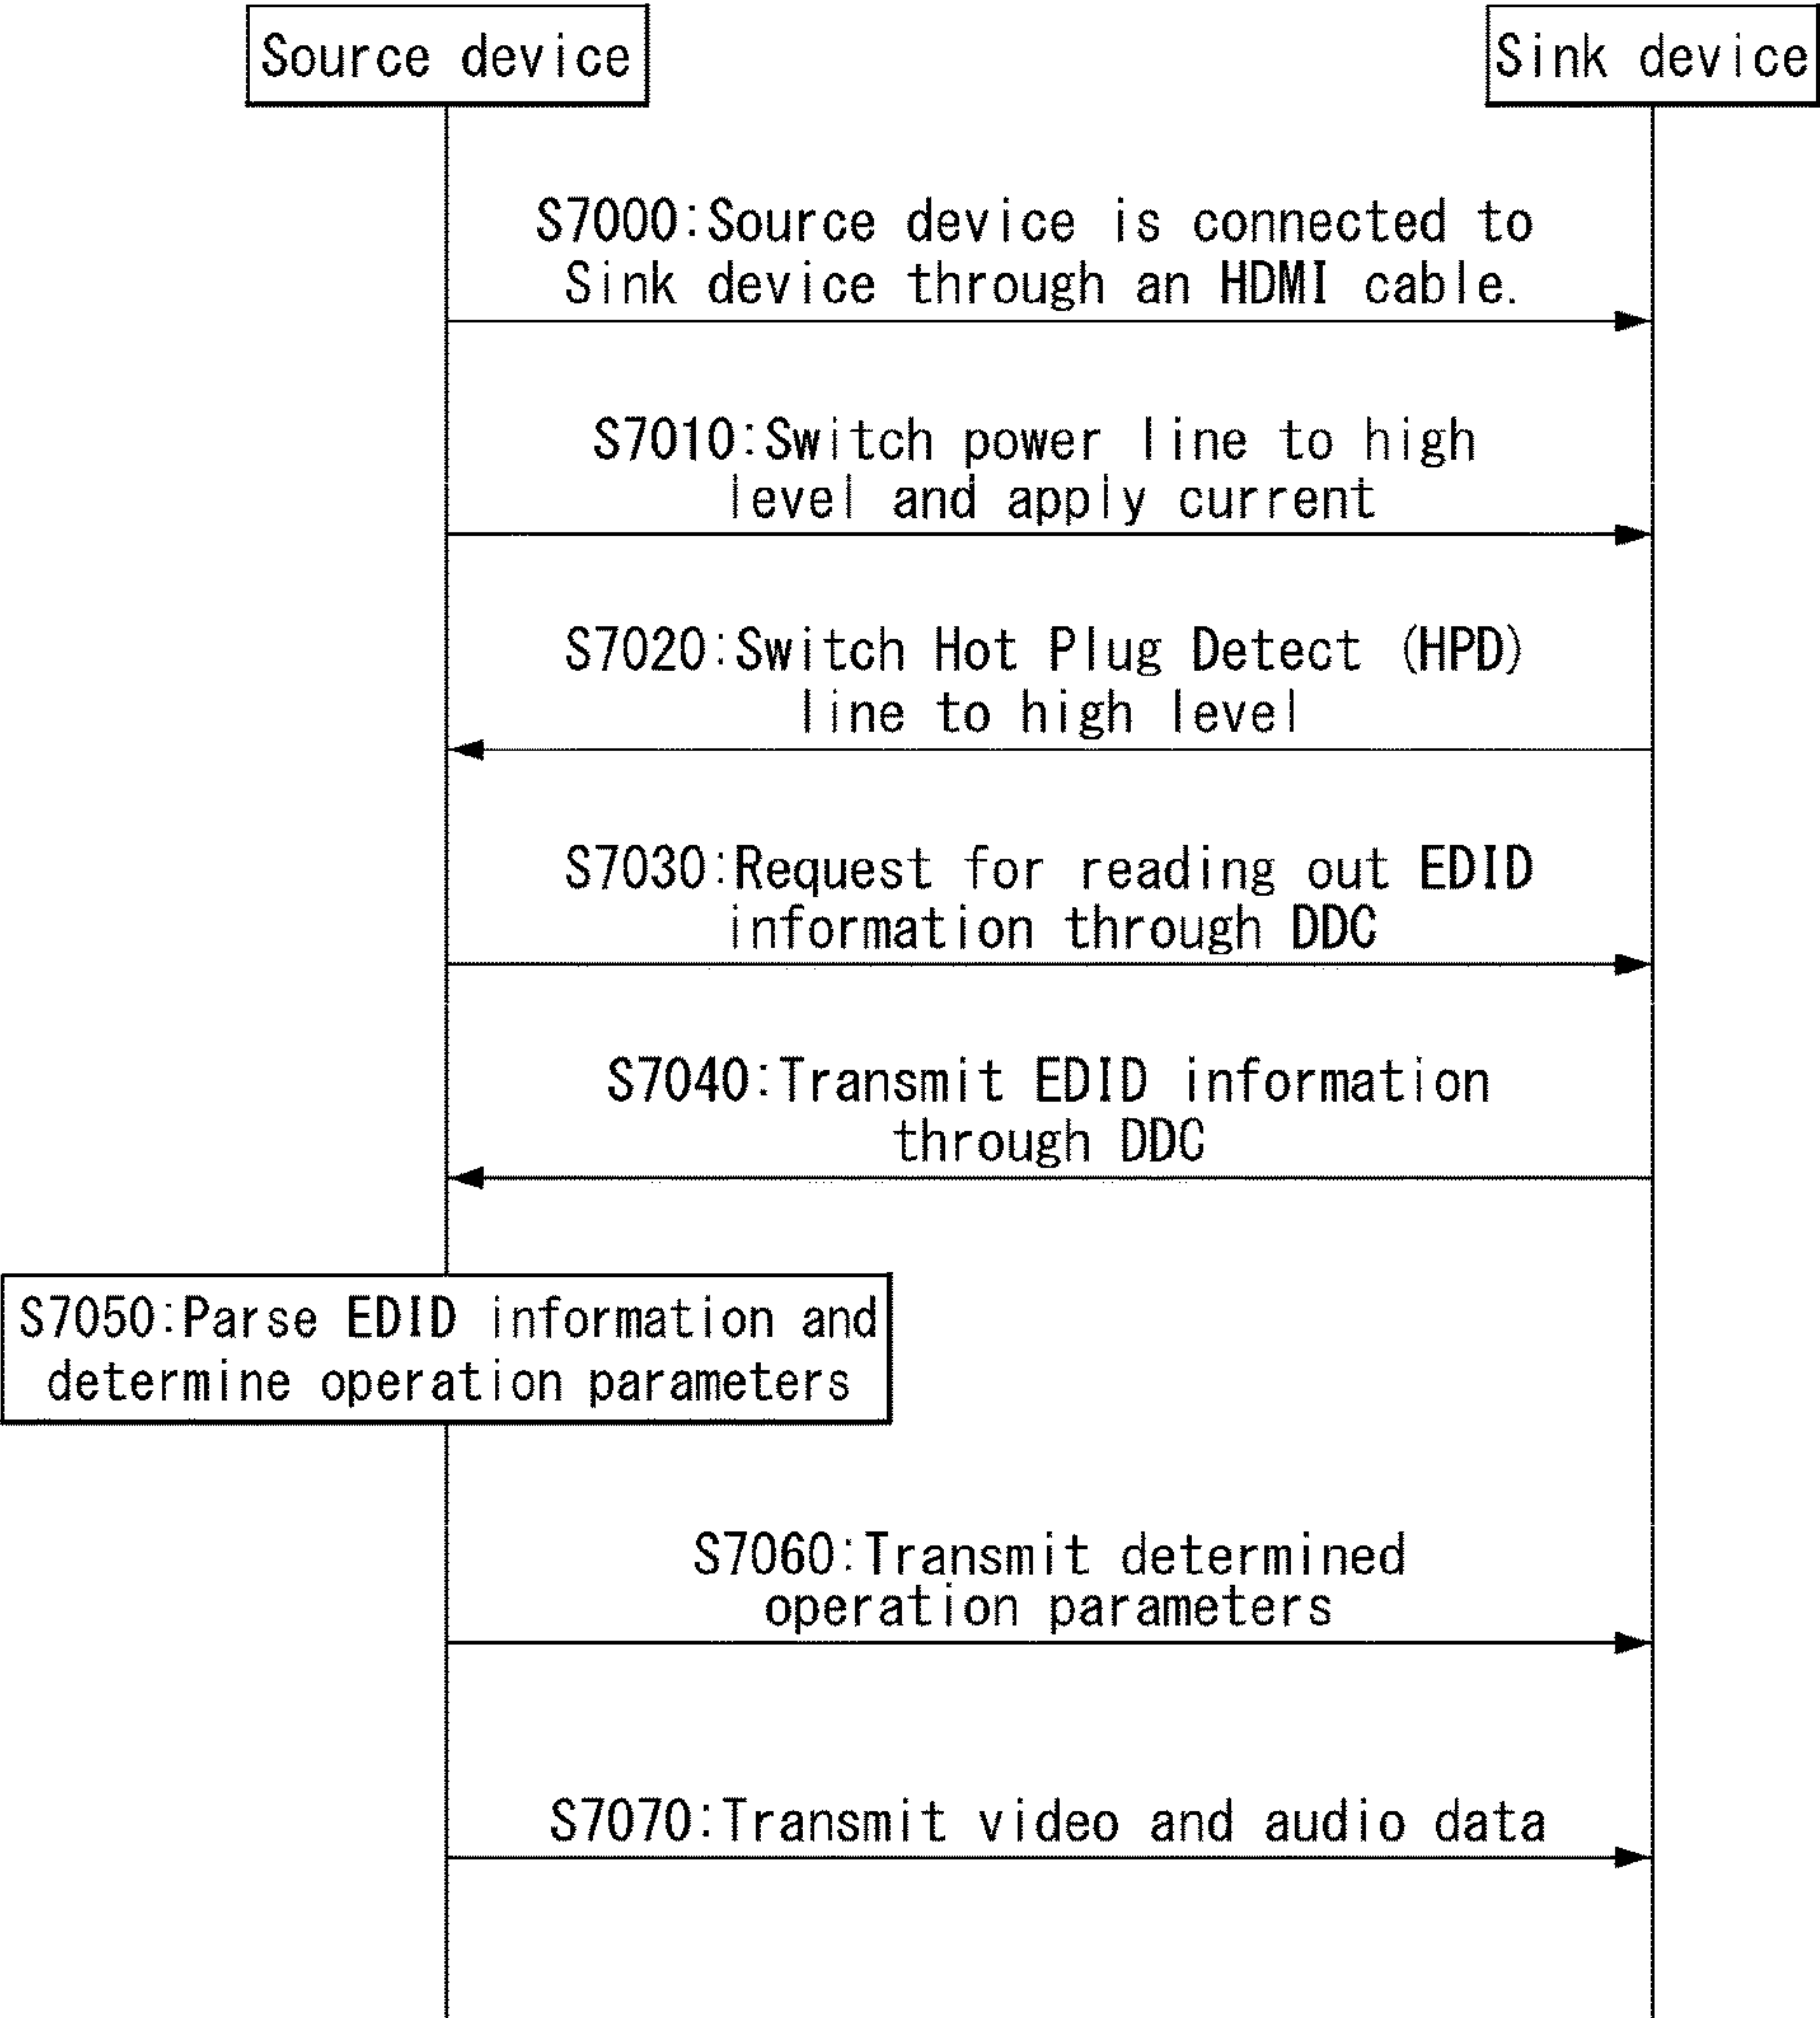 Source device
Sink device
S7000:Source device is connected to
Sink device through an HDMI cable.
S7010:Switch power line to high
level and apply current
S7020:Switch Hot Plug Detect (HPD)
line to high level
S7030:Request for reading out EDID
information through DDC
S7040:Transmit EDID information
through DDC
S7050:Parse EDID information and
determine operation parameters
S7060:Transmit determined
operation parameters
S7070:Transmit video and audio data